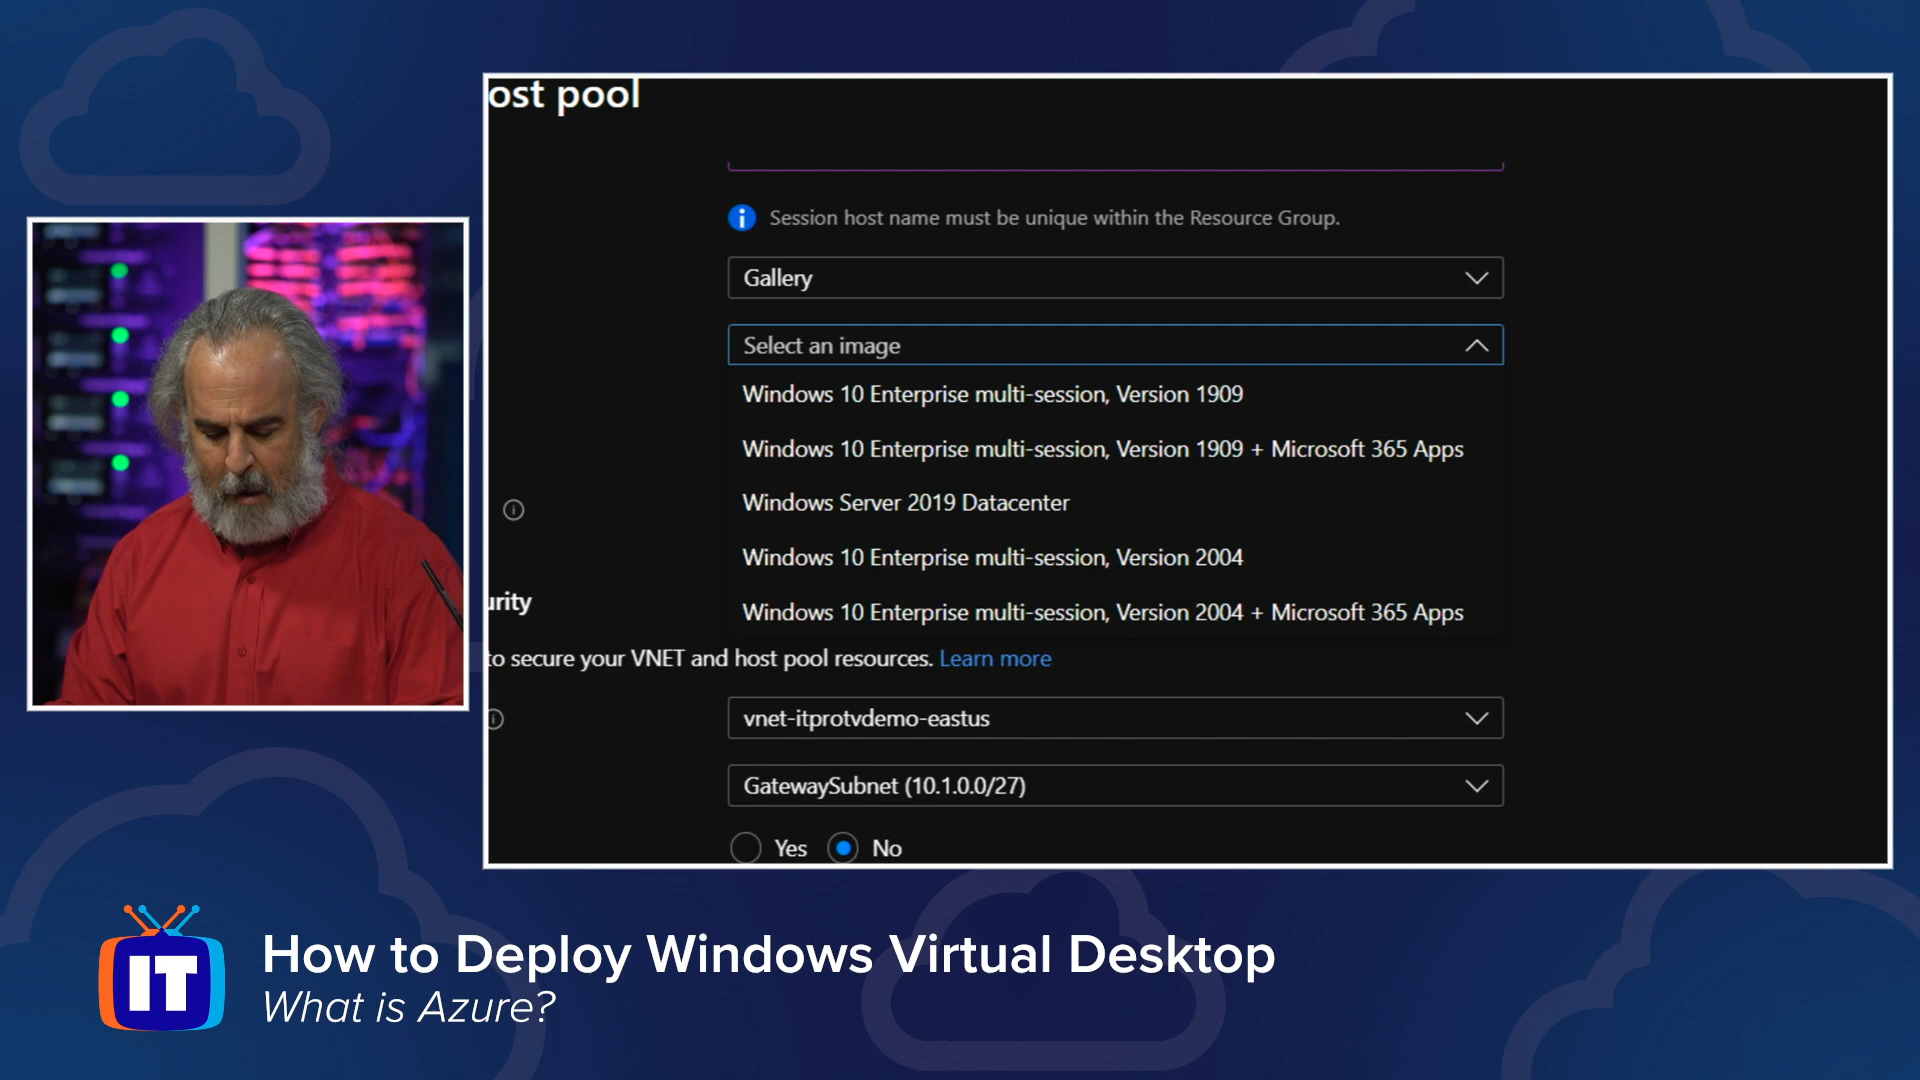 ost pool
Session host name must be unique within the Resource Group.
Gallery
Select an image
Windows 10 Enterprise multi-session, Version 1909
Windows 10 Enterprise multi-session, Version 1909 + Microsoft 365 Apps
Windows Server 2019 Datacenter
Windows 10 Enterprise multi-session, Version 2004
Windows 10 Enterprise multi-session, Version 2004 + Microsoft 365 Apps
urity
to secure your VNET and host pool resources. Learn more
vnet-itprotvdemo-eastus
GatewaySubnet (10.1.0.0/27)
Yes No
IT
How to Deploy Windows Virtual Desktop
What is Azure?